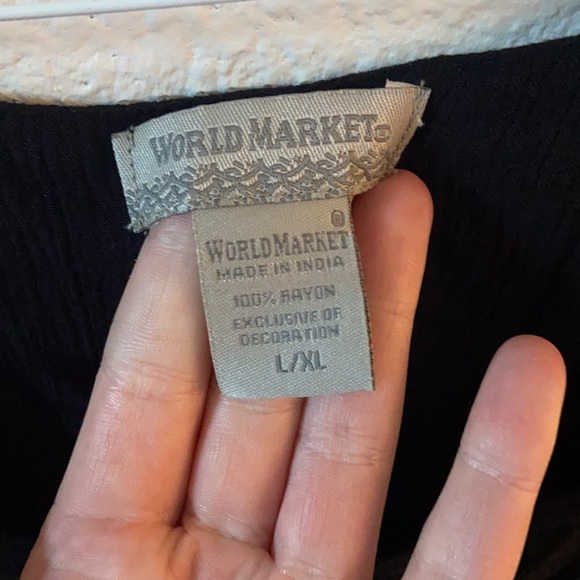 WORLD MARKET®
WORLD MARKET
MADE IN INDIA
100% RAYON
EXCLUSIVE OF
DECORATION
L/XL